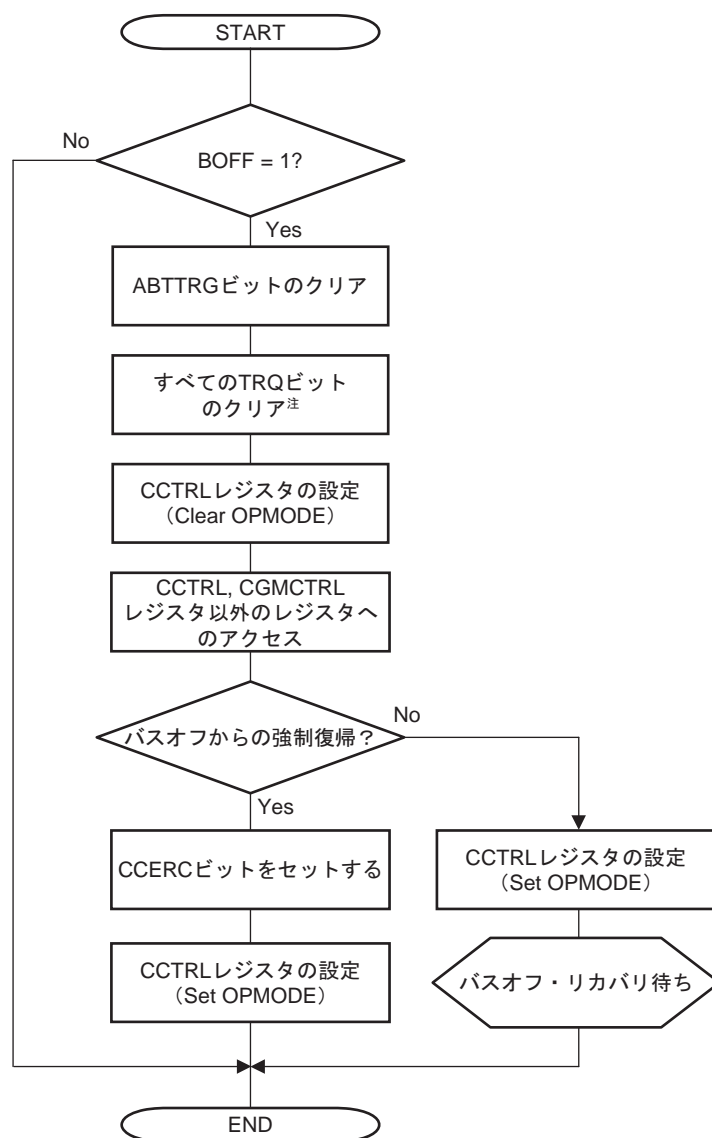 START
No
BOFF = 1?
Yes
ABTTRGビットのクリア
すべてのTRQビット
のクリア注
CCTRLレジスタの設定
（Clear OPMODE）
CCTRL, CGMCTRL
レジスタ以外のレジスタへ
のアクセス
バスオフからの強制復帰？
No
Yes
CCERCビットをセットする
CCTRLレジスタの設定
（Set OPMODE）
CCTRLレジスタの設定
（Set OPMODE）
バスオフ・リカバリ待ち
END